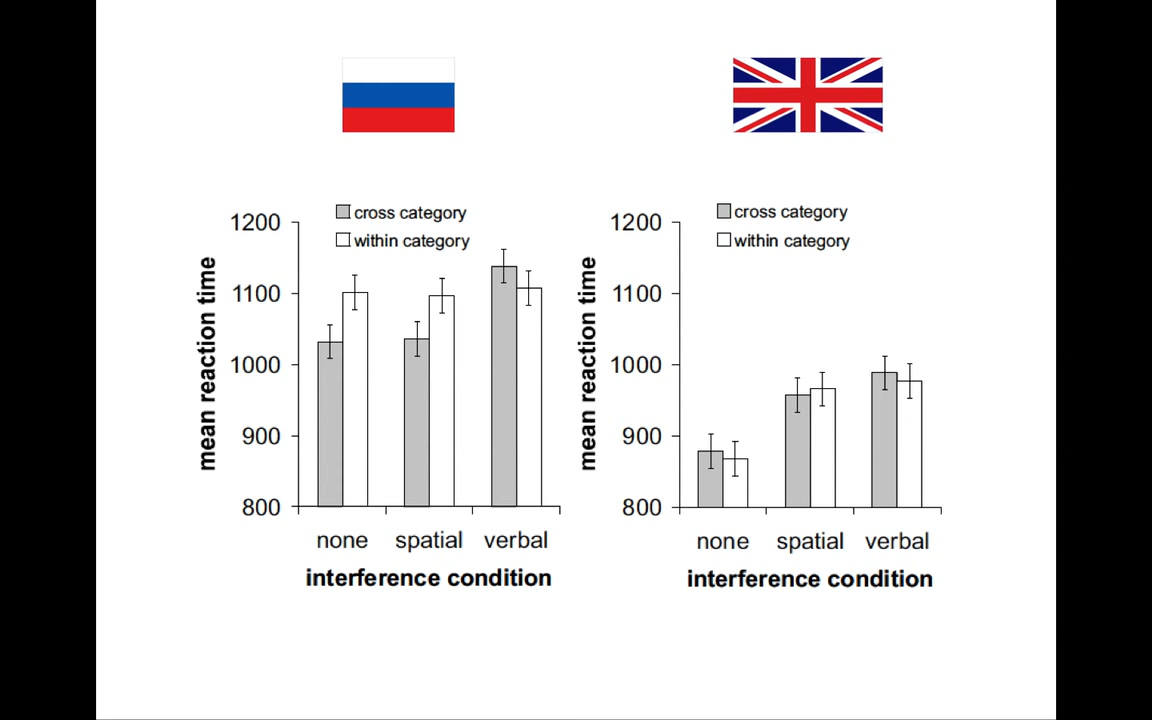 cross category
within category
1200
1100
1000
900
800
mean reaction time
none spatial verbal
interference condition
cross category
within category
1200
1100
1000
900
800
mean reaction time
none spatial verbal
interference condition